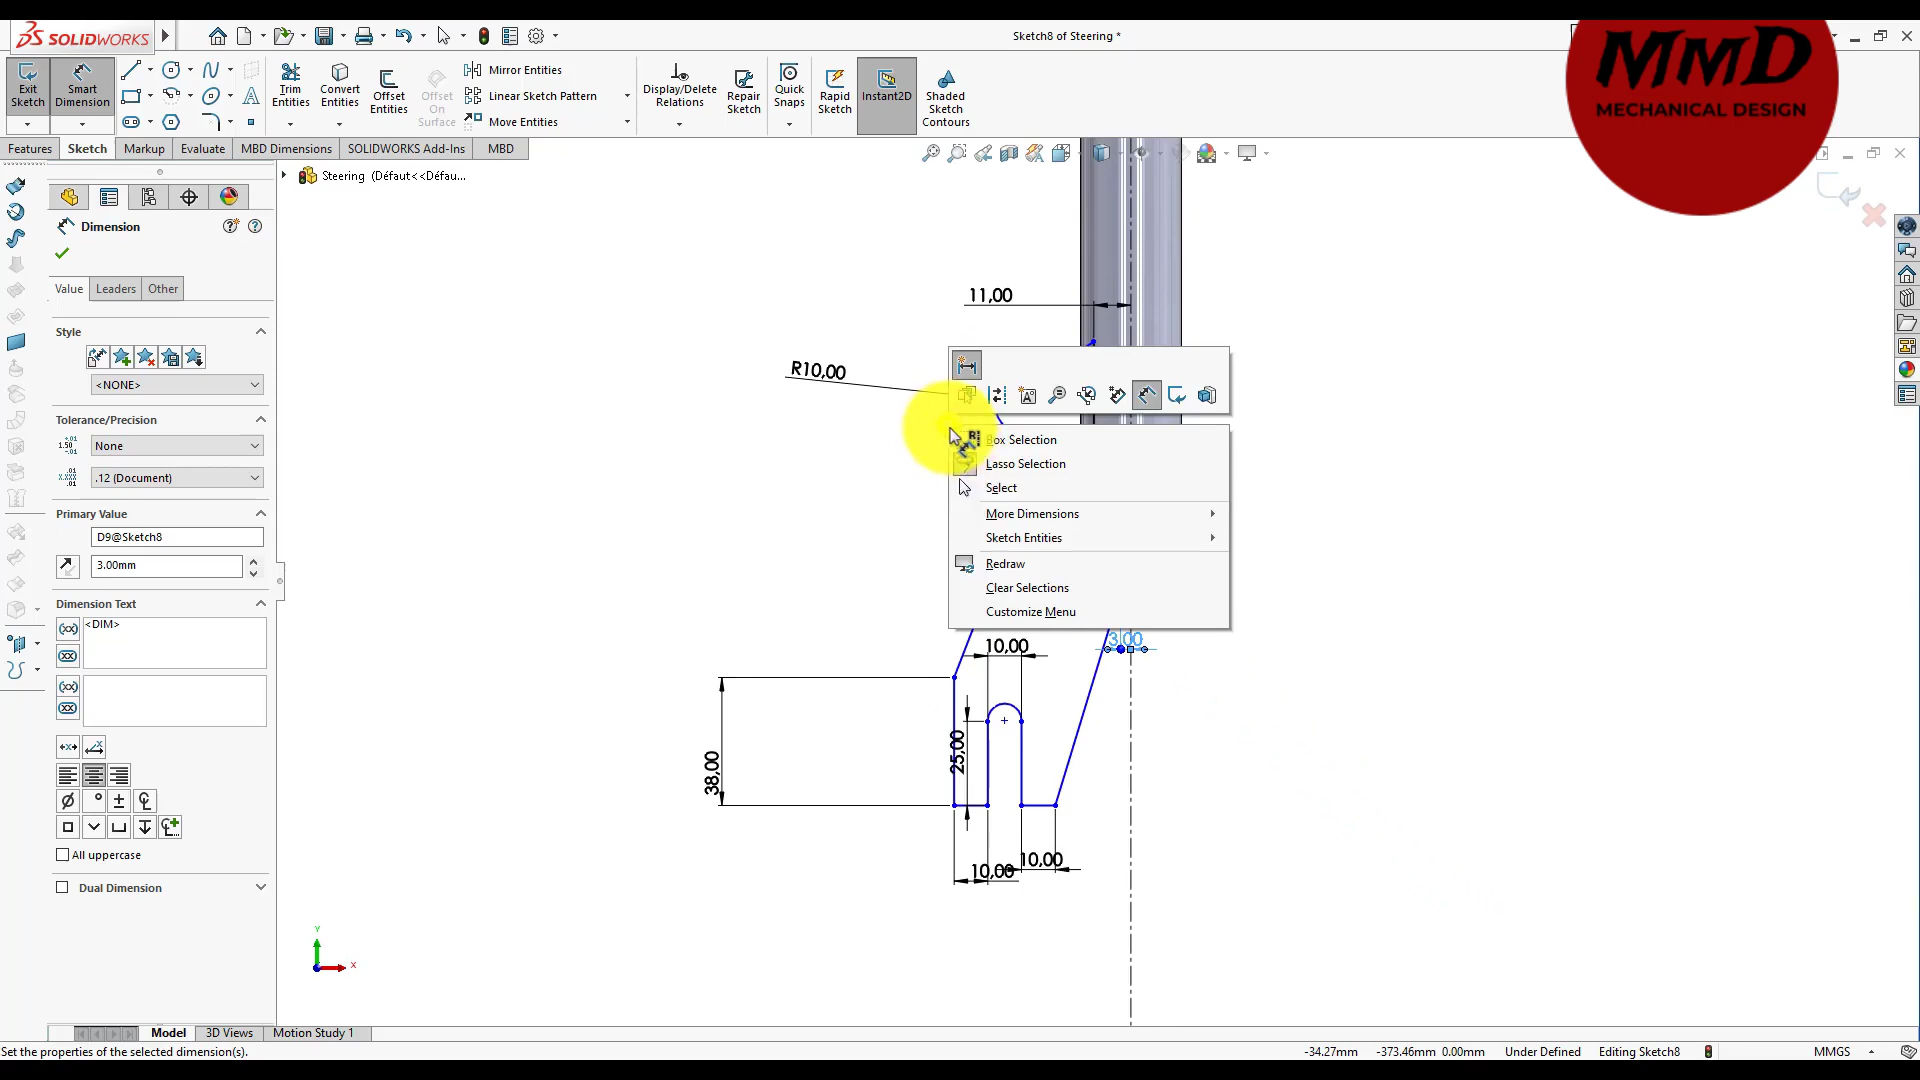 SOLIDWORKS
Sketch8 of Steering *
MMD
MECHANICAL DESIGN
Exit Sketch
Smart Dimension
Trim Entities
Convert Entities
Offset Entities
Offset On Surface
Mirror Entities
Linear Sketch Pattern
Move Entities
Display/Delete Relations
Repair Sketch
Quick Snaps
Rapid Sketch
Instant2D
Shaded Sketch Contours
Features
Sketch
Markup
Evaluate
MBD Dimensions
SOLIDWORKS Add-Ins
MBD
Steering (Défaut<<Défau...
Dimension
Value
Leaders
Other
Style
<NONE>
Tolerance/Precision
None
.12 (Document)
Primary Value
D9@Sketch8
3.00mm
Dimension Text
<DIM>
All uppercase
Dual Dimension
11,00
R10,00
Box Selection
Lasso Selection
Select
More Dimensions
Sketch Entities
Redraw
Clear Selections
Customize Menu
3,00
10,00
25,00
38,00
10,00
10,00
Y
X
Model
3D Views
Motion Study 1
Set the properties of the selected dimension(s).
-34.27mm
-373.46mm
0.00mm
Under Defined
Editing Sketch8
MMGS